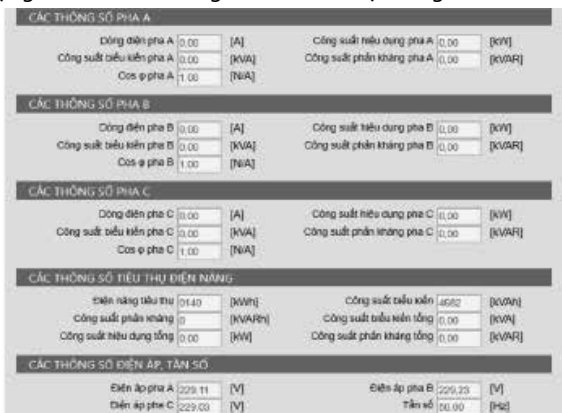 CÁC THÔNG SỐ PHA A
Dòng điện pha A 0,00 [A] Công suất hiệu dụng pha A 0,00 [kW]
Công suất biểu kiến pha A 0,00 [kVA] Công suất phản kháng pha A 0,00 [kVAR]
Cos φ pha A 1,00 [N/A]
CÁC THÔNG SỐ PHA B
Dòng điện pha B 0,00 [A] Công suất hiệu dụng pha B 0,00 [kW]
Công suất biểu kiến pha B 0,00 [kVA] Công suất phản kháng pha B 0,00 [kVAR]
Cos φ pha B 1,00 [N/A]
CÁC THÔNG SỐ PHA C
Dòng điện pha C 0,00 [A] Công suất hiệu dụng pha C 0,00 [kW]
Công suất biểu kiến pha C 0,00 [kVA] Công suất phản kháng pha C 0,00 [kVAR]
Cos φ pha C 1,00 [N/A]
CÁC THÔNG SỐ TIÊU THỤ ĐIỆN NĂNG
Điện năng tiêu thụ 0140 [kWh] Công suất biểu kiến 4682 [kVAh]
Công suất phản kháng 0 [KVARh] Công suất biểu kiến tổng 0,00 [kVA]
Công suất hiệu dụng tổng 0,00 [kW] Công suất phản kháng tổng 0,00 [kVAR]
CÁC THÔNG SỐ ĐIỆN ÁP, TẦN SỐ
Điện áp pha A 229,11 [V] Điện áp pha B 229,23 [V]
Điện áp pha C 229,03 [V] Tần số 50,00 [Hz]